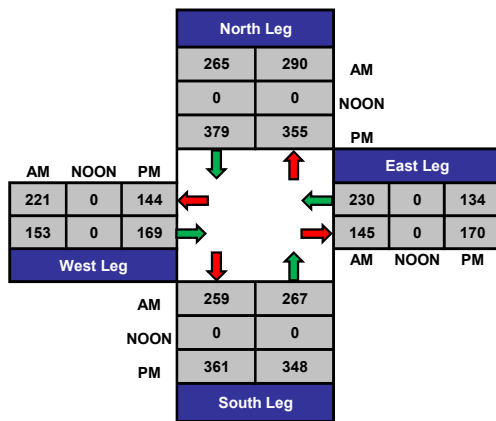 North Leg
265 290 AM
0 0 NOON
379 355 PM
AM NOON PM East Leg
221 0 144 230 0 134
153 0 169 145 0 170
West Leg AM NOON PM
AM 259 267
NOON 0 0
PM 361 348
South Leg